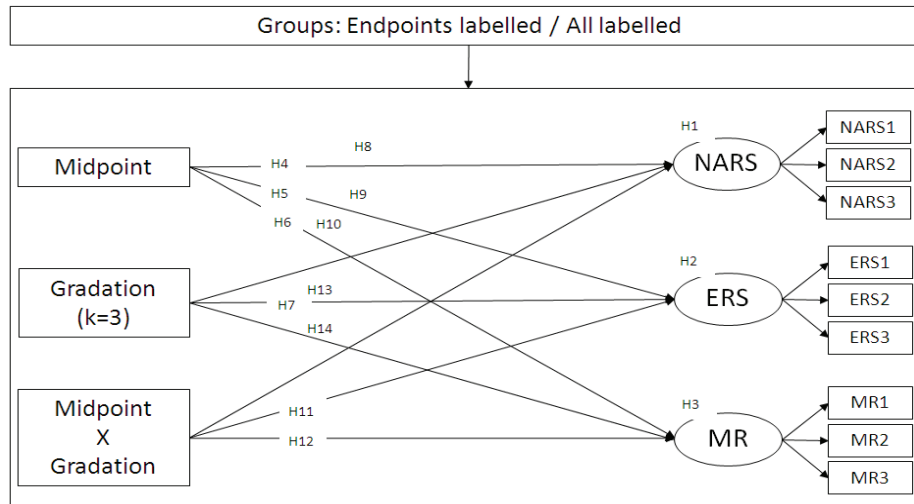 Groups: Endpoints labelled / All labelled
Midpoint
Gradation
(k=3)
Midpoint
X
Gradation
H4
H8
H5
H9
H6
H10
H13
H7
H14
H11
H12
H1
NARS
H2
ERS
H3
MR
NARS1
NARS2
NARS3
ERS1
ERS2
ERS3
MR1
MR2
MR3